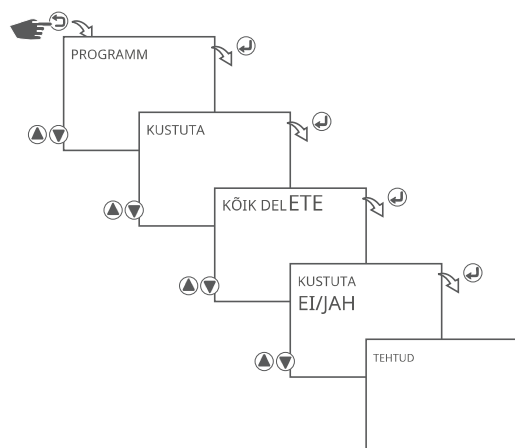 PROGRAMM
KUSTUTA
KÕIK DELETE
KUSTUTA
EI/JAH
TEHTUD